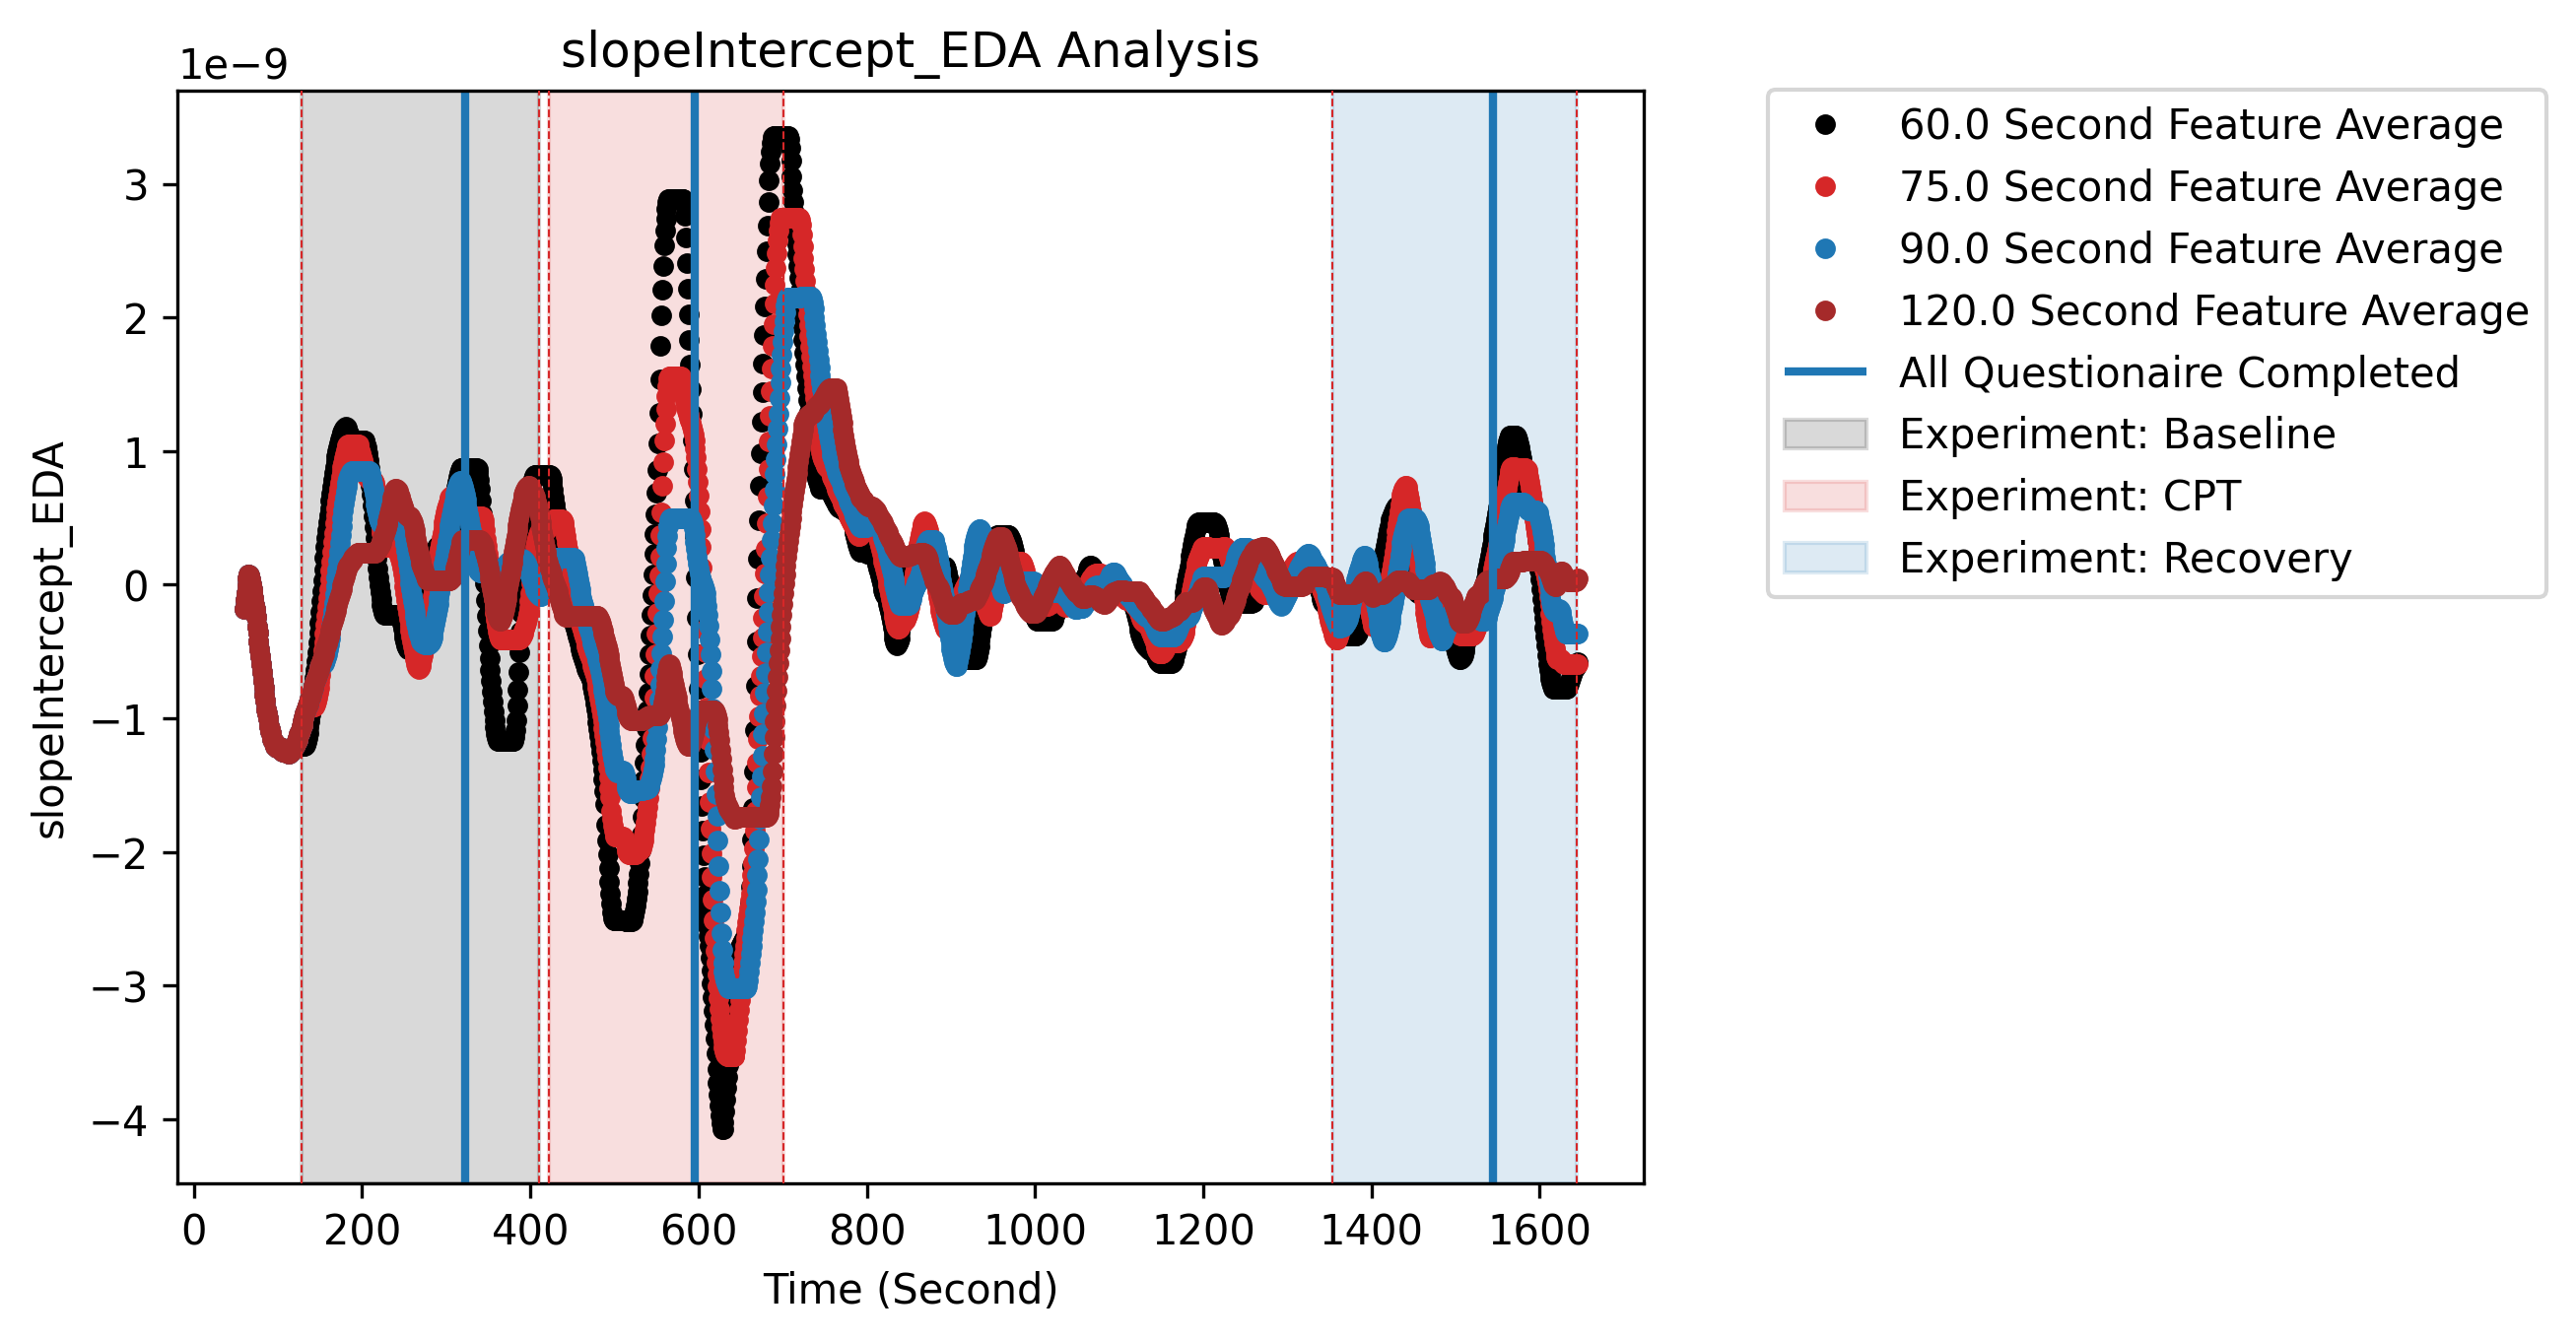 slopeIntercept_EDA Analysis
1e−9
3
2
1
0
−1
−2
−3
−4
slopeIntercept_EDA
0 200 400 600 800 1000 1200 1400 1600
Time (Second)
60.0 Second Feature Average
75.0 Second Feature Average
90.0 Second Feature Average
120.0 Second Feature Average
All Questionaire Completed
Experiment: Baseline
Experiment: CPT
Experiment: Recovery